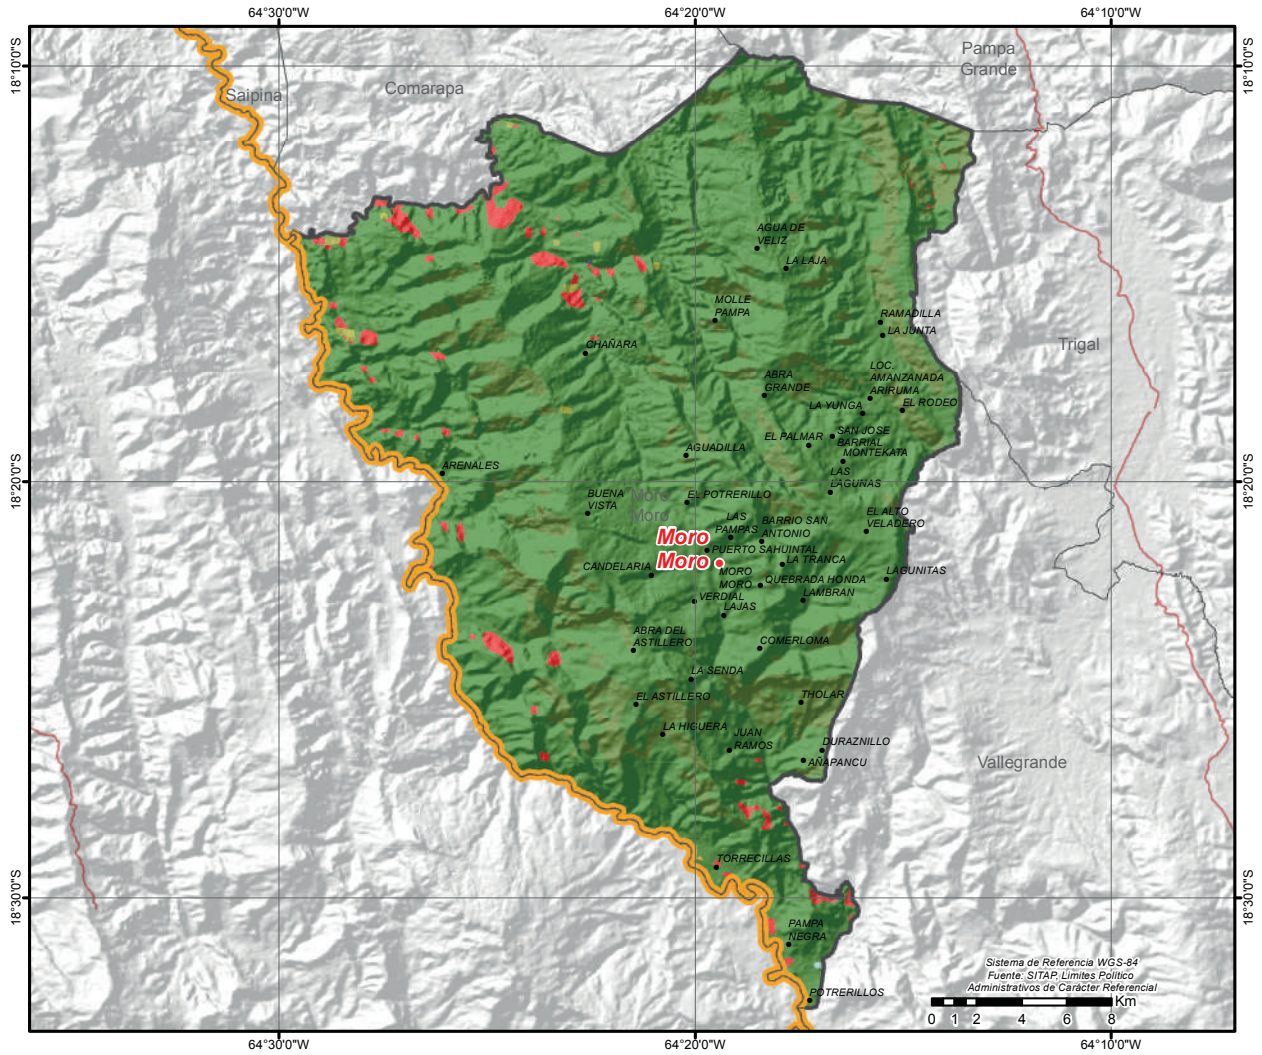 64°30'0"W
64°20'0"W
64°10'0"W
18°10'0"S
18°10'0"S
Pampa
Grande
Saipina
Comarapa
AGUA DE
VELIZ
LA LAJA
MOLLE
PAMPA
RAMADILLA
LA JUNTA
Trigal
CHAÑARA
LOC.
AMANZANADA
ARIRUMA
ABRA
GRANDE
LA YUNGA
EL RODEO
SAN JOSE
BARRIAL
EL PALMAR
MONTEKATA
AGUADILLA
ARENALES
LAS
LAGUNAS
18°20'0"S
18°20'0"S
BUENA
VISTA
Moro
Moro
EL POTRERILLO
LAS
PAMPAS
BARRIO SAN
ANTONIO
EL ALTO
VELADERO
Moro
Moro
PUERTO SAHUINTAL
LA TRANCA
CANDELARIA
MORO
MORO
QUEBRADA HONDA
LAGUNITAS
VERDIAL
LAMBRAN
LAJAS
ABRA DEL
ASTILLERO
COMERLOMA
LA SENDA
EL ASTILLERO
THOLAR
LA HIGUERA
JUAN
RAMOS
DURAZNILLO
AÑAPANCU
Vallegrande
TORRECILLAS
18°30'0"S
18°30'0"S
PAMPA
NEGRA
POTRERILLOS
Sistema de Referencia WGS-84
Fuente: SITAP, Limites Político
Administrativos de Carácter Referencial
Km
0 1 2 4 6 8
64°30'0"W
64°20'0"W
64°10'0"W